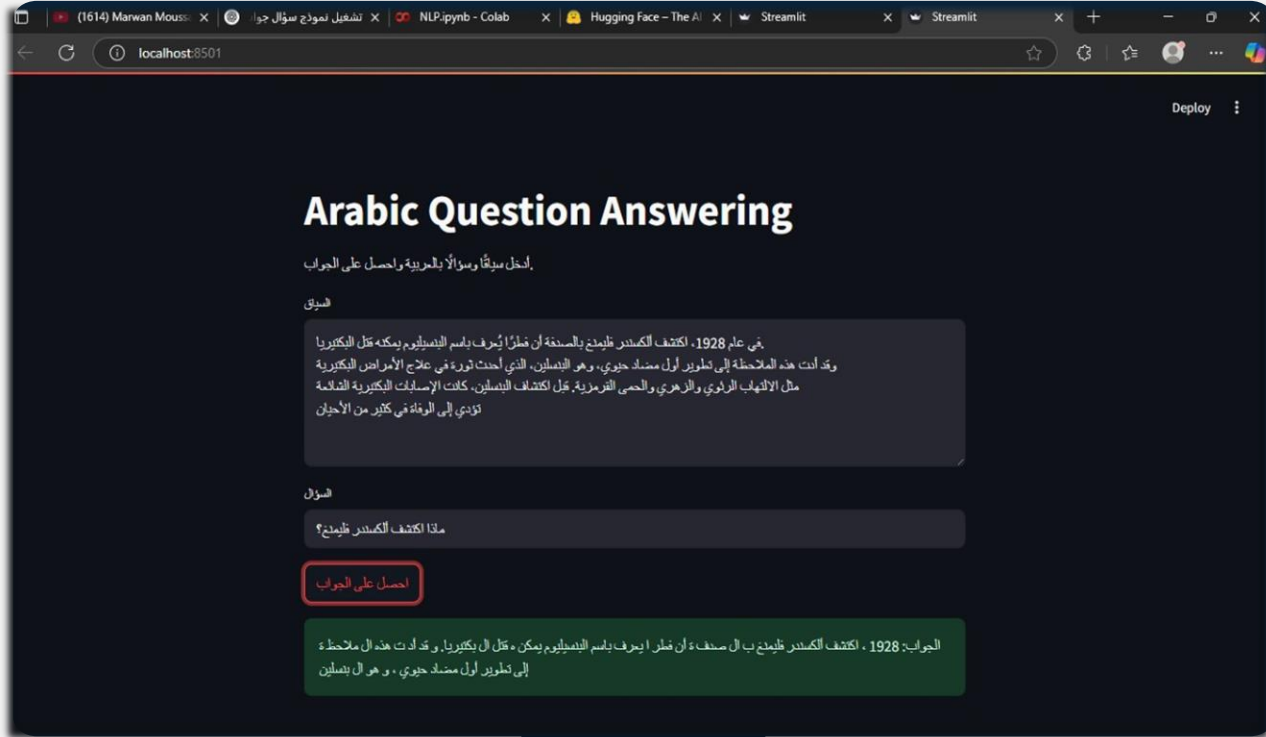 (1614) Marwan Mouss
تشغيل نموذج سؤال جوا
NLP.ipynb - Colab
Hugging Face – The AI
Streamlit
Streamlit
localhost:8501
Deploy
Arabic Question Answering
.أدخل سياقًا وسؤالًا بالعربية واحصل على الجواب
السياق
.في عام 1928، اكتشف ألكسندر فليمنغ بالصدفة أن فطرًا يُعرف باسم البنسيليوم يمكنه قتل البكتيريا
وقد أدت هذه الملاحظة إلى تطوير أول مضاد حيوي، وهو البنسلين، الذي أحدث ثورة في علاج الأمراض البكتيرية
مثل الالتهاب الرئوي والزهري والحمى القرمزية. قبل اكتشاف البنسلين، كانت الإصابات البكتيرية الشائعة
تؤدي إلى الوفاة في كثير من الأحيان
السؤال
ماذا اكتشف ألكسندر فليمنغ؟
احصل على الجواب
الجواب: 1928 ، اكتشف ألكسندر فليمنغ ب ال صدف ة أن فطر ا يعرف باسم البنسيليوم يمكن ه قتل ال بكتيريا. و قد أد ت هذه ال ملاحظ ة
إلى تطوير أول مضاد حيوي ، و هو ال بنسلين